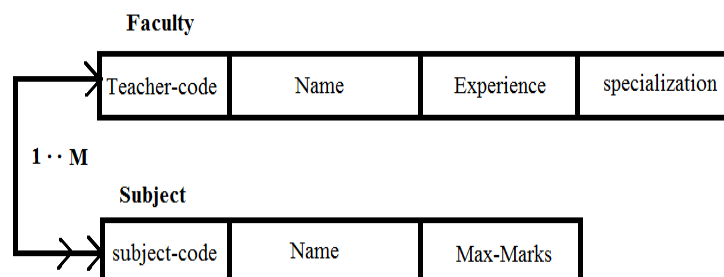 Faculty
Teacher-code Name Experience specialization
1 ·· M
Subject
subject-code Name Max-Marks